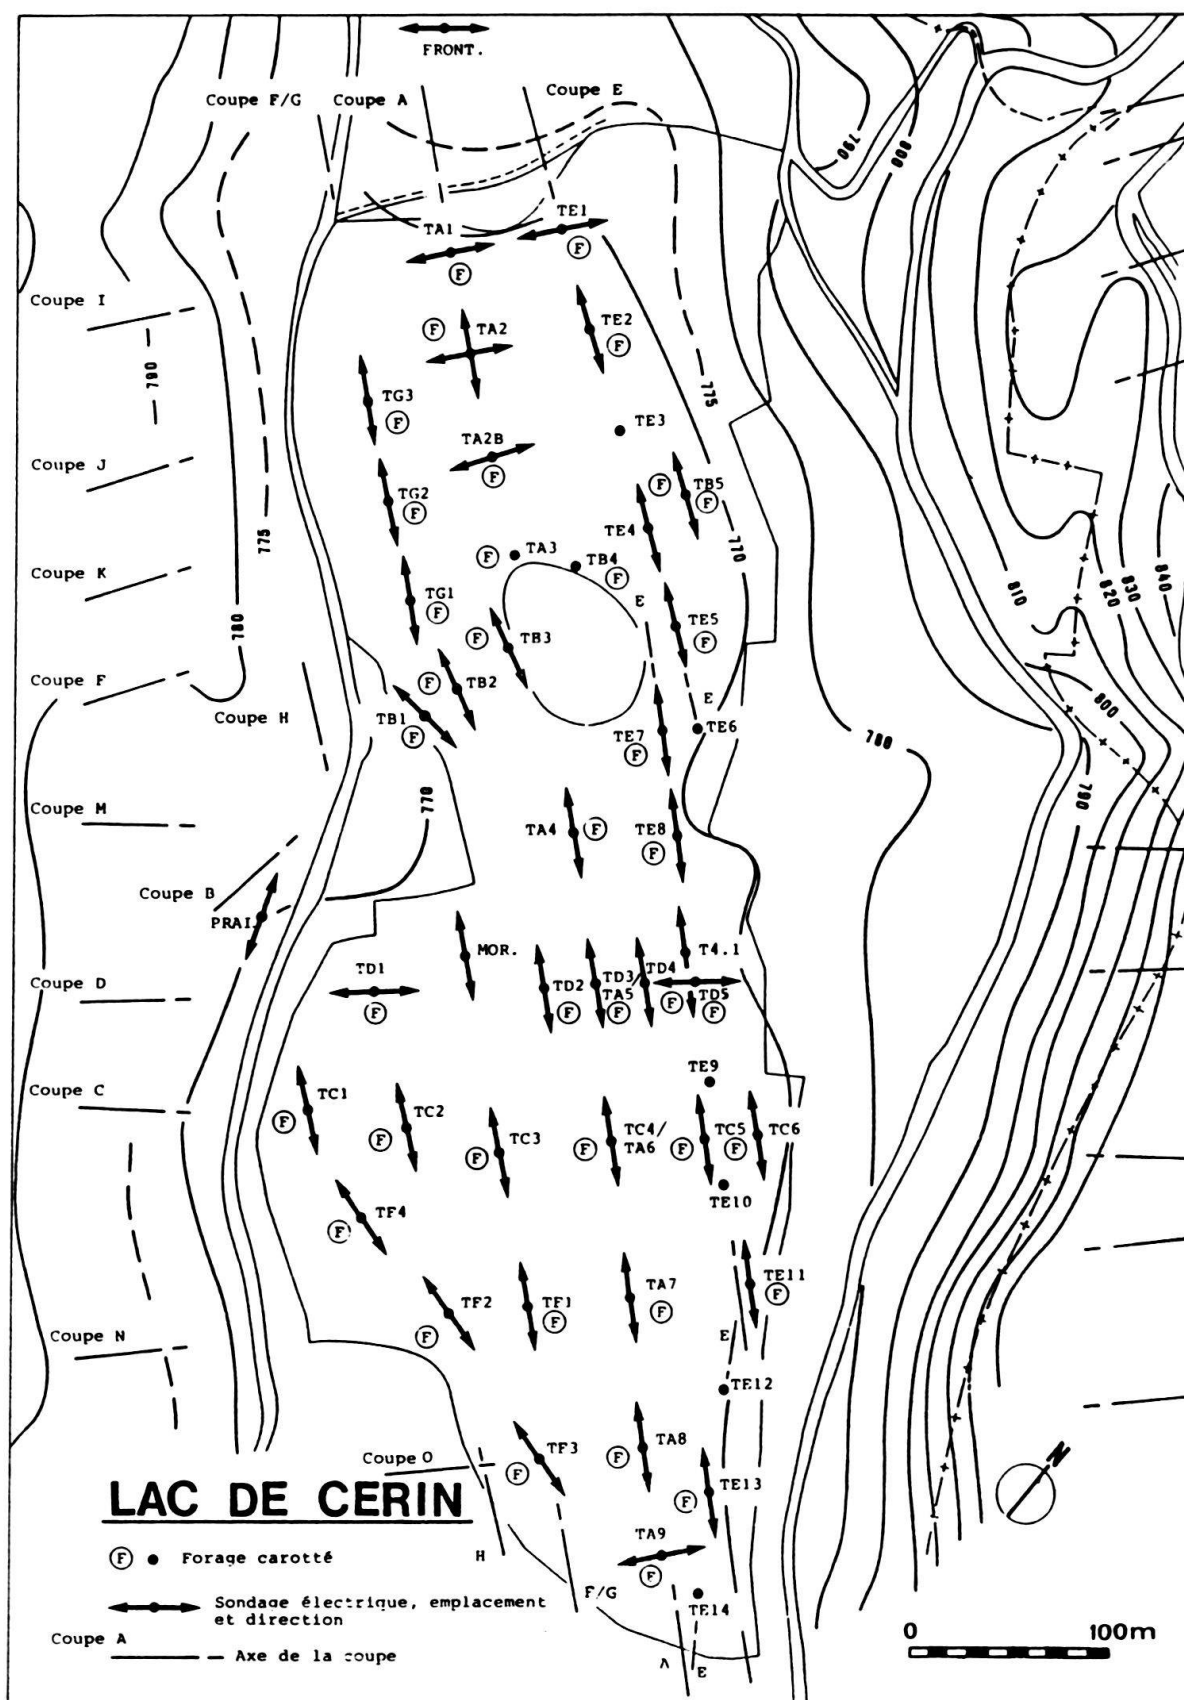 FRONT.
Coupe F/G
Coupe A
Coupe E
790
800
TE1
TA1
F
F
Coupe I
790
TA2
F
TE2
F
775
TG3
F
TE3
TA2B
F
Coupe J
TG2
F
TB5
F
F
TE4
775
770
TA3
F
TB4
F
Coupe K
TG1
F
E
TE5
F
810
820
830
840
780
TB3
F
Coupe F
TB2
F
TB1
F
E
800
Coupe H
TE7
F
TE6
780
790
Coupe M
770
TA4
F
TE8
F
Coupe B
PRAI.
MOR.
T4.1
Coupe D
TD1
F
TD2
F
TD3/
TA5
F
TD4
F
TD5
F
TE9
Coupe C
TC1
F
TC2
F
TC3
F
TC4/
TA6
F
TC5
F
F
TC6
TE10
TF4
F
TE11
F
TA7
F
TF2
F
TF1
F
Coupe N
E
TE12
Coupe O
TF3
F
TA8
F
TE13
F
N
LAC DE CERIN
TA9
F
H
F Forage carotté
F/G
TE14
Sondage électrique, emplacement
et direction
0 100m
Coupe A
Axe de la coupe
A
E